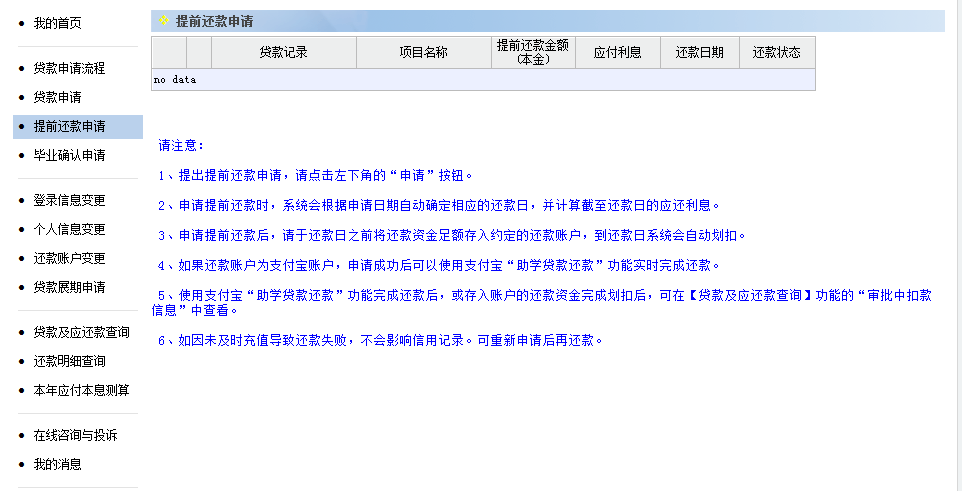 我的首页
贷款申请流程
贷款申请
提前还款申请
毕业确认申请
登录信息变更
个人信息变更
还款账户变更
贷款展期申请
贷款及应还款查询
还款明细查询
本年应付本息测算
在线咨询与投诉
我的消息
提前还款申请
贷款记录 项目名称 提前还款金额(本金) 应付利息 还款日期 还款状态
no data
请注意：
1、提出提前还款申请，请点击左下角的“申请”按钮。
2、申请提前还款时，系统会根据申请日期自动确定相应的还款日，并计算截至还款日的应还利息。
3、申请提前还款后，请于还款日之前将还款资金足额存入约定的还款账户，到还款日系统会自动划扣。
4、如果还款账户为支付宝账户，申请成功后可以使用支付宝“助学贷款还款”功能实时完成还款。
5、使用支付宝“助学贷款还款”功能完成还款后，或存入账户的还款资金完成划扣后，可在【贷款及应还款查询】功能的“审批中扣款
信息”中查看。
6、如因未及时充值导致还款失败，不会影响信用记录。可重新申请后再还款。